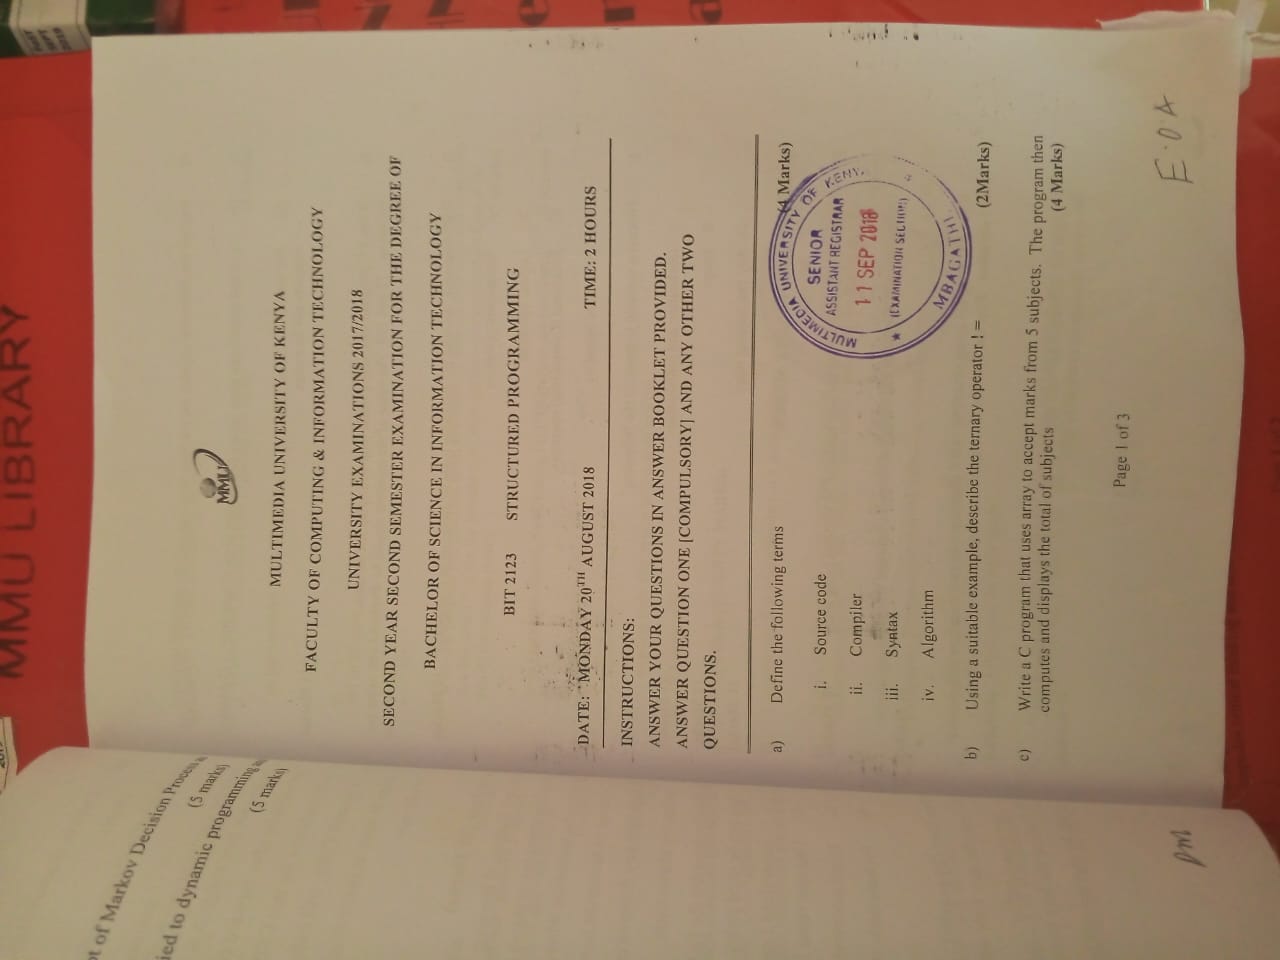 MMU LIBRARY
of Markov Decision Process
(5 marks)
to dynamic programming
(5 marks)
MMU
MULTIMEDIA UNIVERSITY OF KENYA
FACULTY OF COMPUTING & INFORMATION TECHNOLOGY
UNIVERSITY EXAMINATIONS 2017/2018
SECOND YEAR SECOND SEMESTER EXAMINATION FOR THE DEGREE OF
BACHELOR OF SCIENCE IN INFORMATION TECHNOLOGY
BIT 2123 STRUCTURED PROGRAMMING
DATE: MONDAY 20TH AUGUST 2018 TIME: 2 HOURS
INSTRUCTIONS:
ANSWER YOUR QUESTIONS IN ANSWER BOOKLET PROVIDED.
ANSWER QUESTION ONE [COMPULSORY] AND ANY OTHER TWO
QUESTIONS.
a) Define the following terms (4 Marks)
i. Source code
ii. Compiler
iii. Syntax
iv. Algorithm
MULTIMEDIA UNIVERSITY OF KENYA
SENIOR
ASSISTANT REGISTRAR
11 SEP 2018
(EXAMINATION SECTION)
MBAGATHI
b) Using a suitable example, describe the ternary operator ! = (2Marks)
c) Write a C program that uses array to accept marks from 5 subjects. The program then
computes and displays the total of subjects (4 Marks)
Page 1 of 3
E.O.A